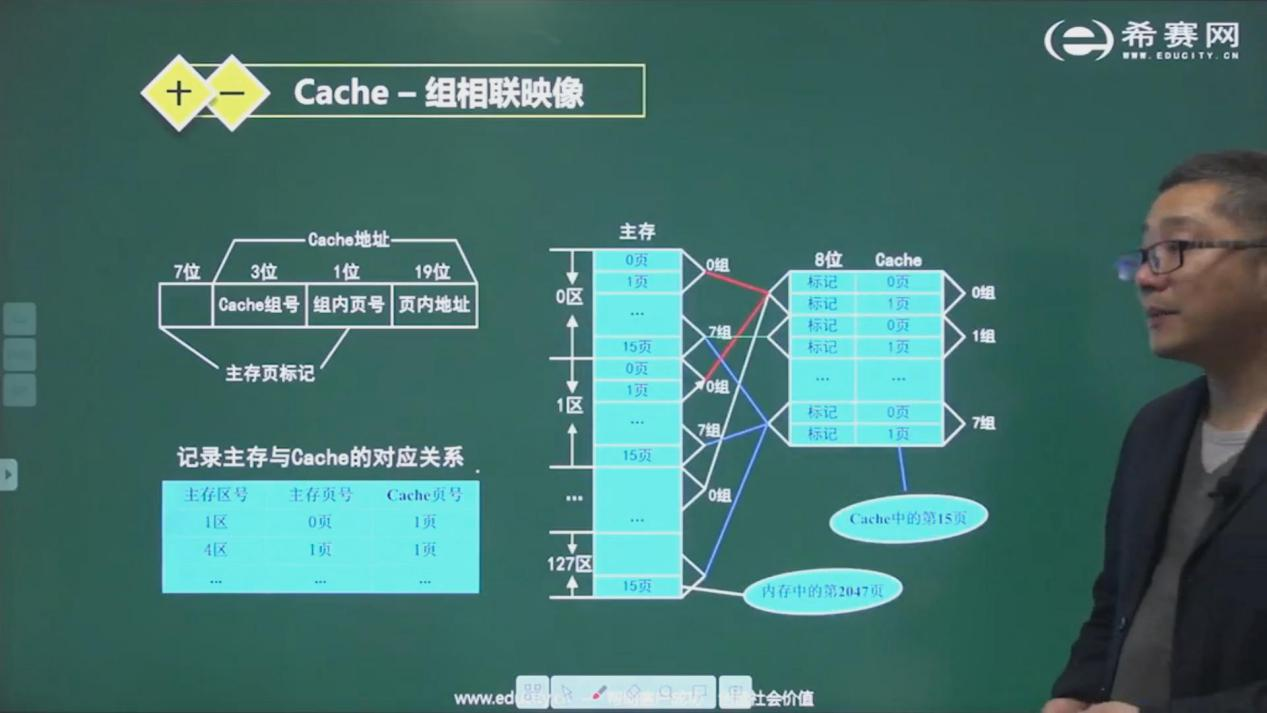 希赛网
WWW.EDUCITY.CN
+ −
Cache – 组相联映像
Cache地址
7位 3位 1位 19位
Cache组号 组内页号 页内地址
主存页标记
记录主存与Cache的对应关系
主存区号 主存页号 Cache页号
1区 0页 1页
4区 1页 1页
... ... ...
主存
0页
1页
...
15页
0页
1页
...
15页
...
15页
0区
1区
...
127区
0组
7组
0组
7组
0组
8位 Cache
标记 0页
标记 1页
标记 0页
标记 1页
... ...
标记 0页
标记 1页
0组
1组
7组
Cache中的第15页
内存中的第2047页
www.educity
社会价值